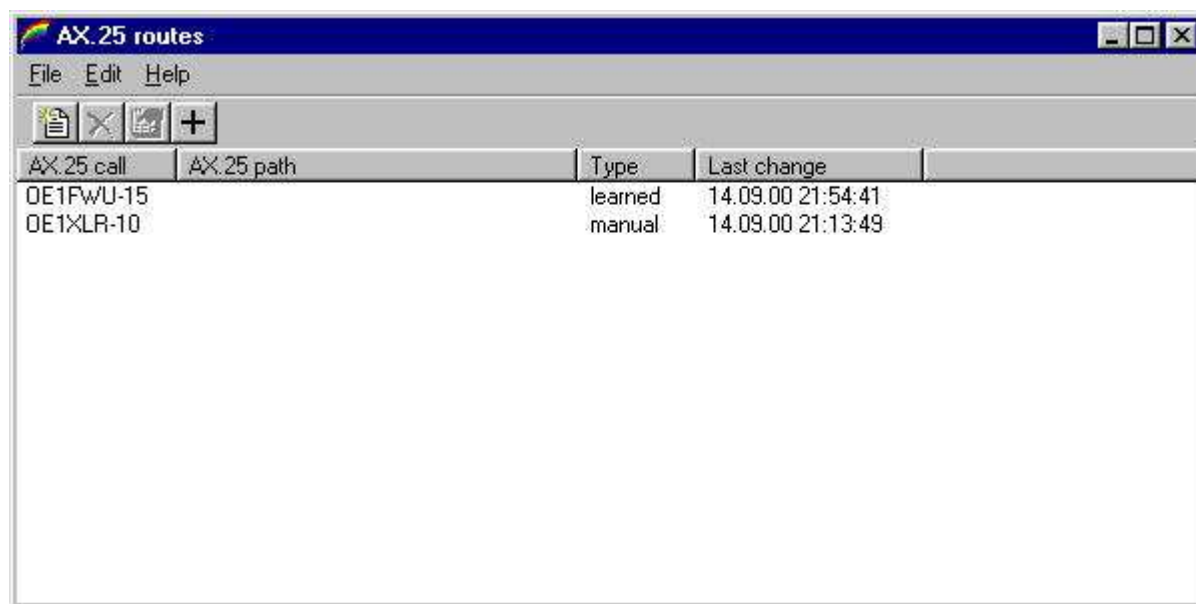 AX.25 routes
File Edit Help
AX.25 call AX.25 path Type Last change
OE1FWU-15 learned 14.09.00 21:54:41
OE1XLR-10 manual 14.09.00 21:13:49